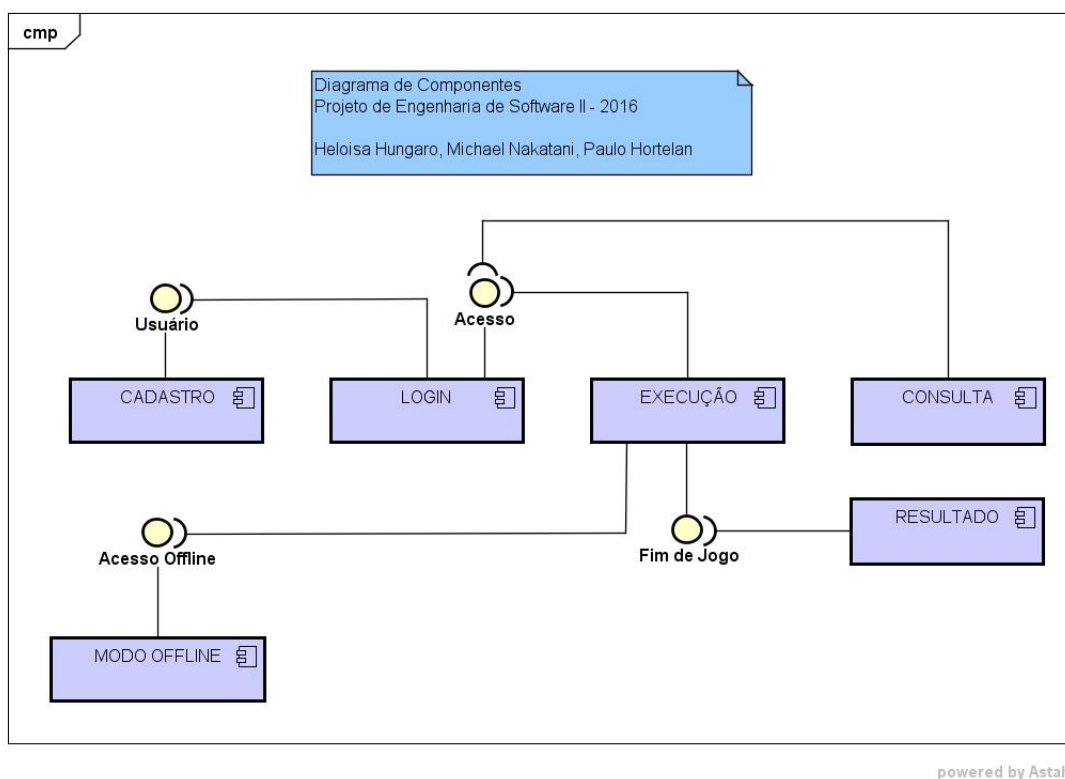 cmp
Diagrama de Componentes
Projeto de Engenharia de Software II - 2016
Heloisa Hungaro, Michael Nakatani, Paulo Hortelan
Usuário
Acesso
CADASTRO
LOGIN
EXECUÇÃO
CONSULTA
RESULTADO
Acesso Offline
Fim de Jogo
MODO OFFLINE
powered by Astal